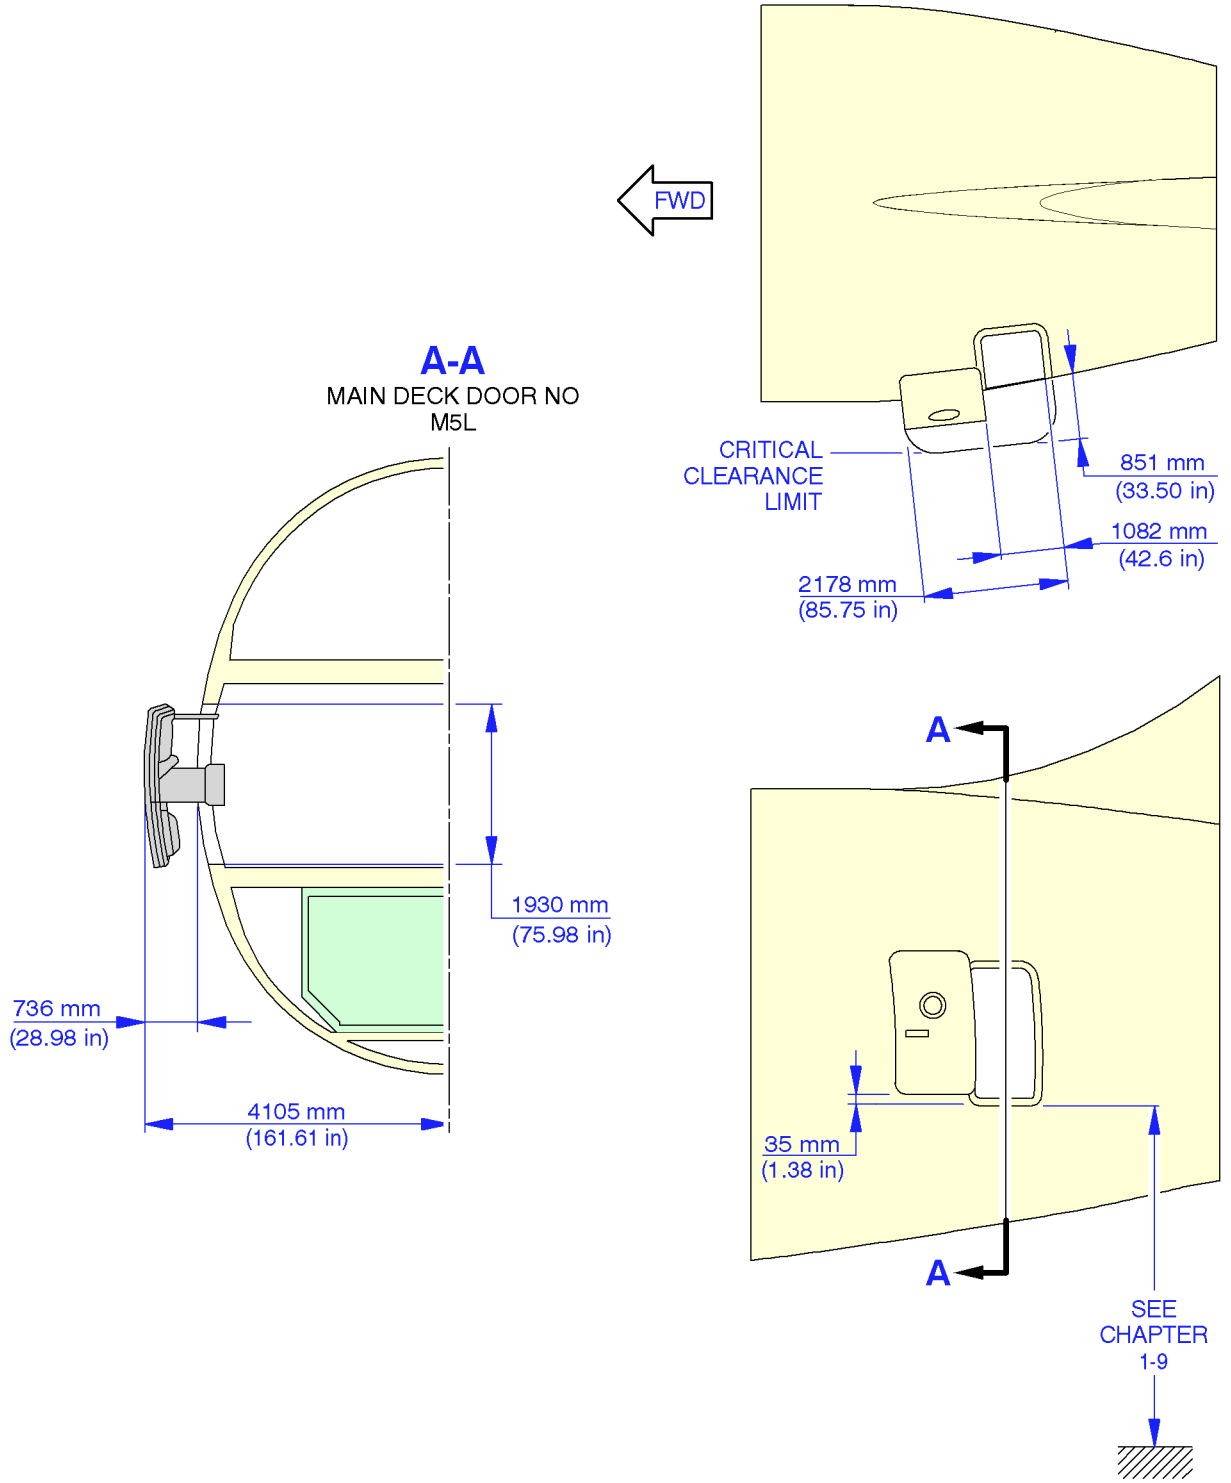 FWD
A-A
MAIN DECK DOOR NO
M5L
CRITICAL
CLEARANCE
LIMIT
851 mm
(33.50 in)
1082 mm
(42.6 in)
2178 mm
(85.75 in)
A
1930 mm
(75.98 in)
736 mm
(28.98 in)
4105 mm
(161.61 in)
35 mm
(1.38 in)
A
SEE
CHAPTER
1-9